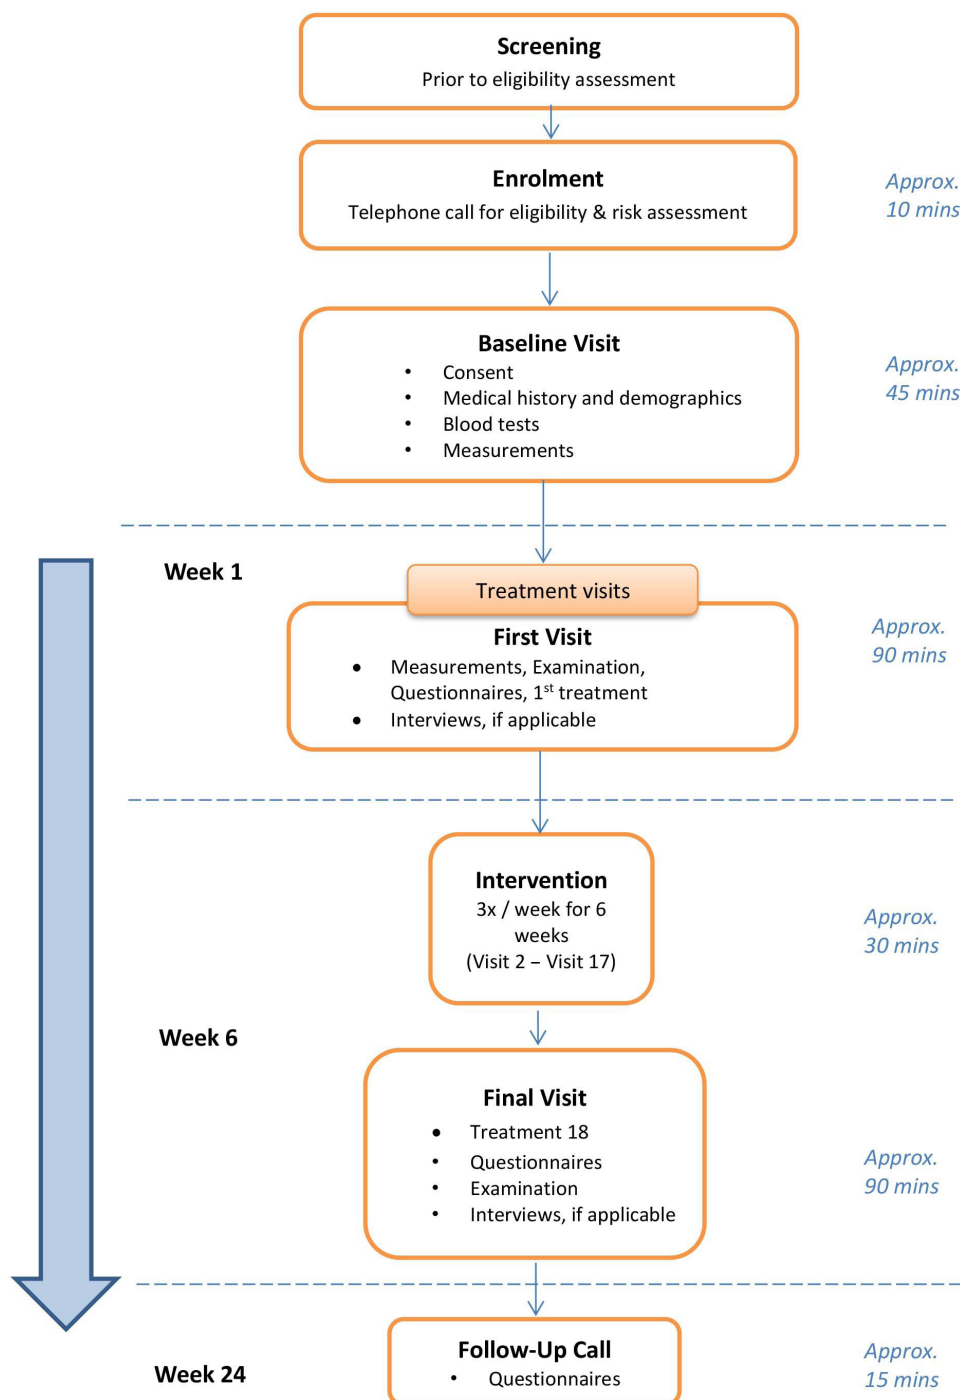 Screening
Prior to eligibility assessment
Enrolment
Telephone call for eligibility & risk assessment
Approx.
10 mins
Baseline Visit
• Consent
• Medical history and demographics
• Blood tests
• Measurements
Approx.
45 mins
Week 1
Treatment visits
First Visit
• Measurements, Examination,
Questionnaires, 1st treatment
• Interviews, if applicable
Approx.
90 mins
Intervention
3x / week for 6
weeks
(Visit 2 – Visit 17)
Approx.
30 mins
Week 6
Final Visit
• Treatment 18
• Questionnaires
• Examination
• Interviews, if applicable
Approx.
90 mins
Week 24
Follow-Up Call
• Questionnaires
Approx.
15 mins